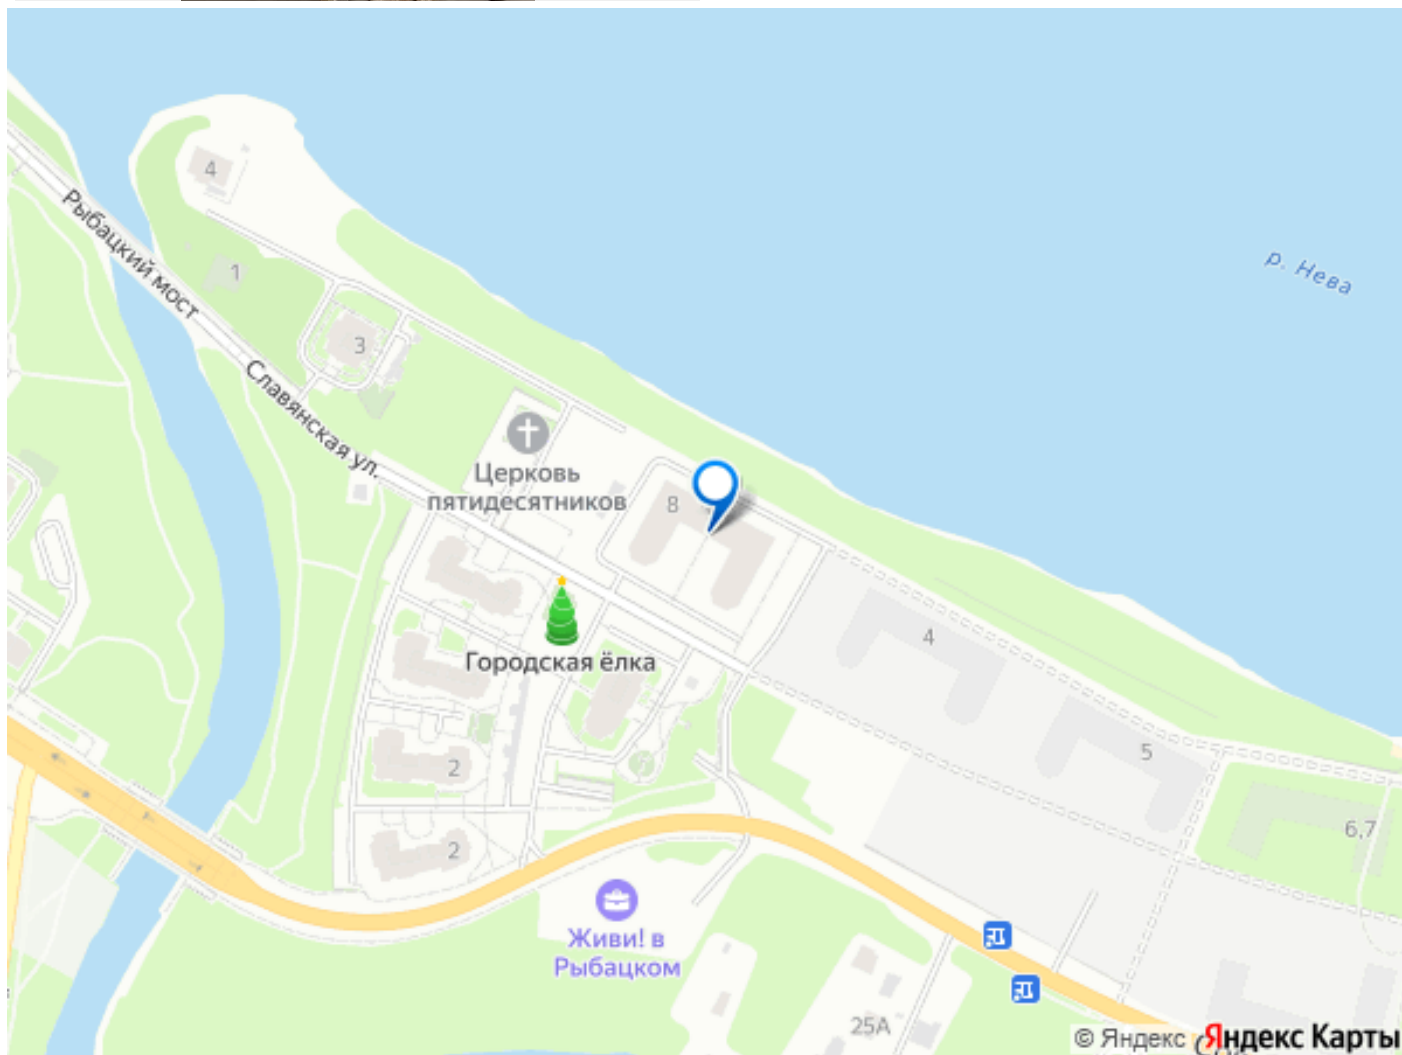 4
Рыбацкий мост
р. Нева
1
3
Славянская ул.
Церковь
пятидесятников
8
4
Городская ёлка
5
2
6,7
2
Живи! в
Рыбацком
25А
© Яндекс Яндекс Карты